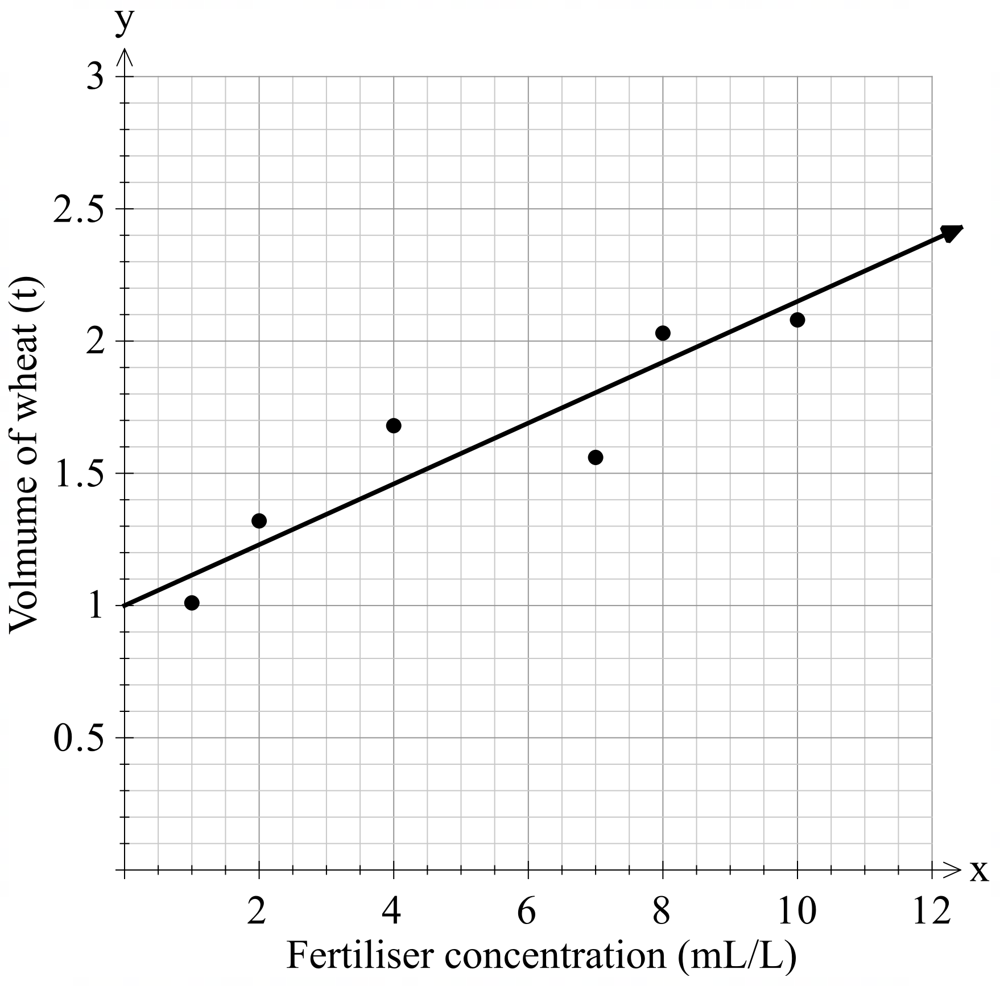 y
3
2.5
2
1.5
1
0.5
Volmume of wheat (t)
x
2 4 6 8 10 12
Fertiliser concentration (mL/L)